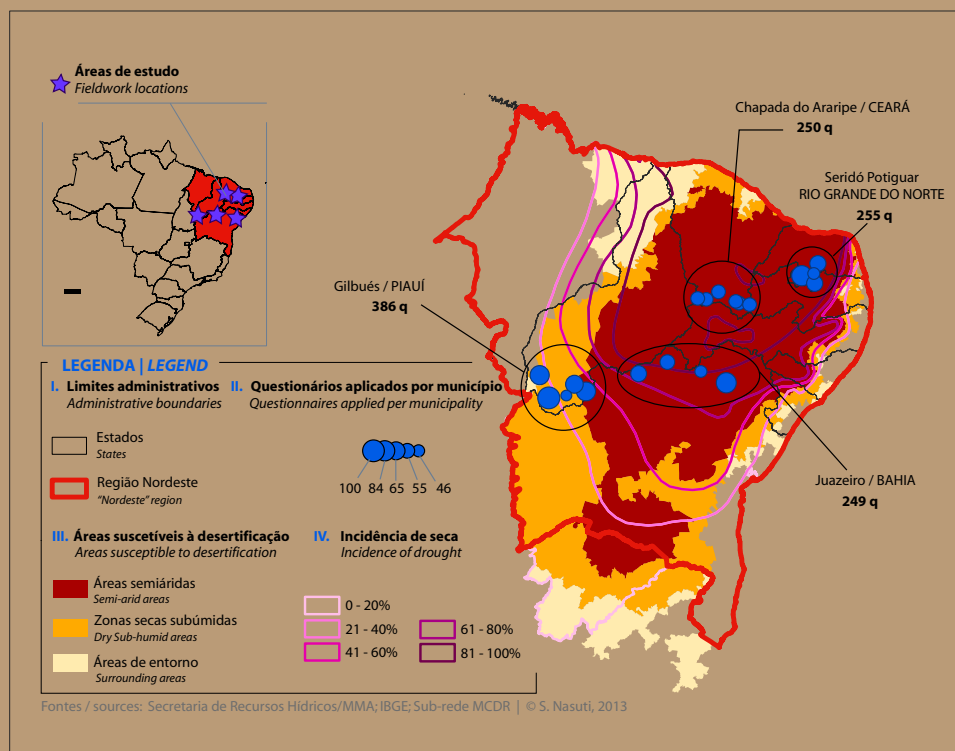 Áreas de estudo
Fieldwork locations
Chapada do Araripe / CEARÁ
250 q
Seridó Potiguar
RIO GRANDE DO NORTE
255 q
Gilbués / PIAUÍ
386 q
Juazeiro / BAHIA
249 q
LEGENDA | LEGEND
I. Limites administrativos
Administrative boundaries
Estados
States
Região Nordeste
"Nordeste" region
II. Questionários aplicados por município
Questionnaires applied per municipality
100 84 65 55 46
III. Áreas suscetíveis à desertificação
Areas susceptible to desertification
Áreas semiáridas
Semi-arid areas
Zonas secas subúmidas
Dry Sub-humid areas
Áreas de entorno
Surrounding areas
IV. Incidência de seca
Incidence of drought
0 - 20%
21 - 40%
41 - 60%
61 - 80%
81 - 100%
Fontes / sources: Secretaria de Recursos Hídricos/MMA; IBGE; Sub-rede MCDR | © S. Nasuti, 2013